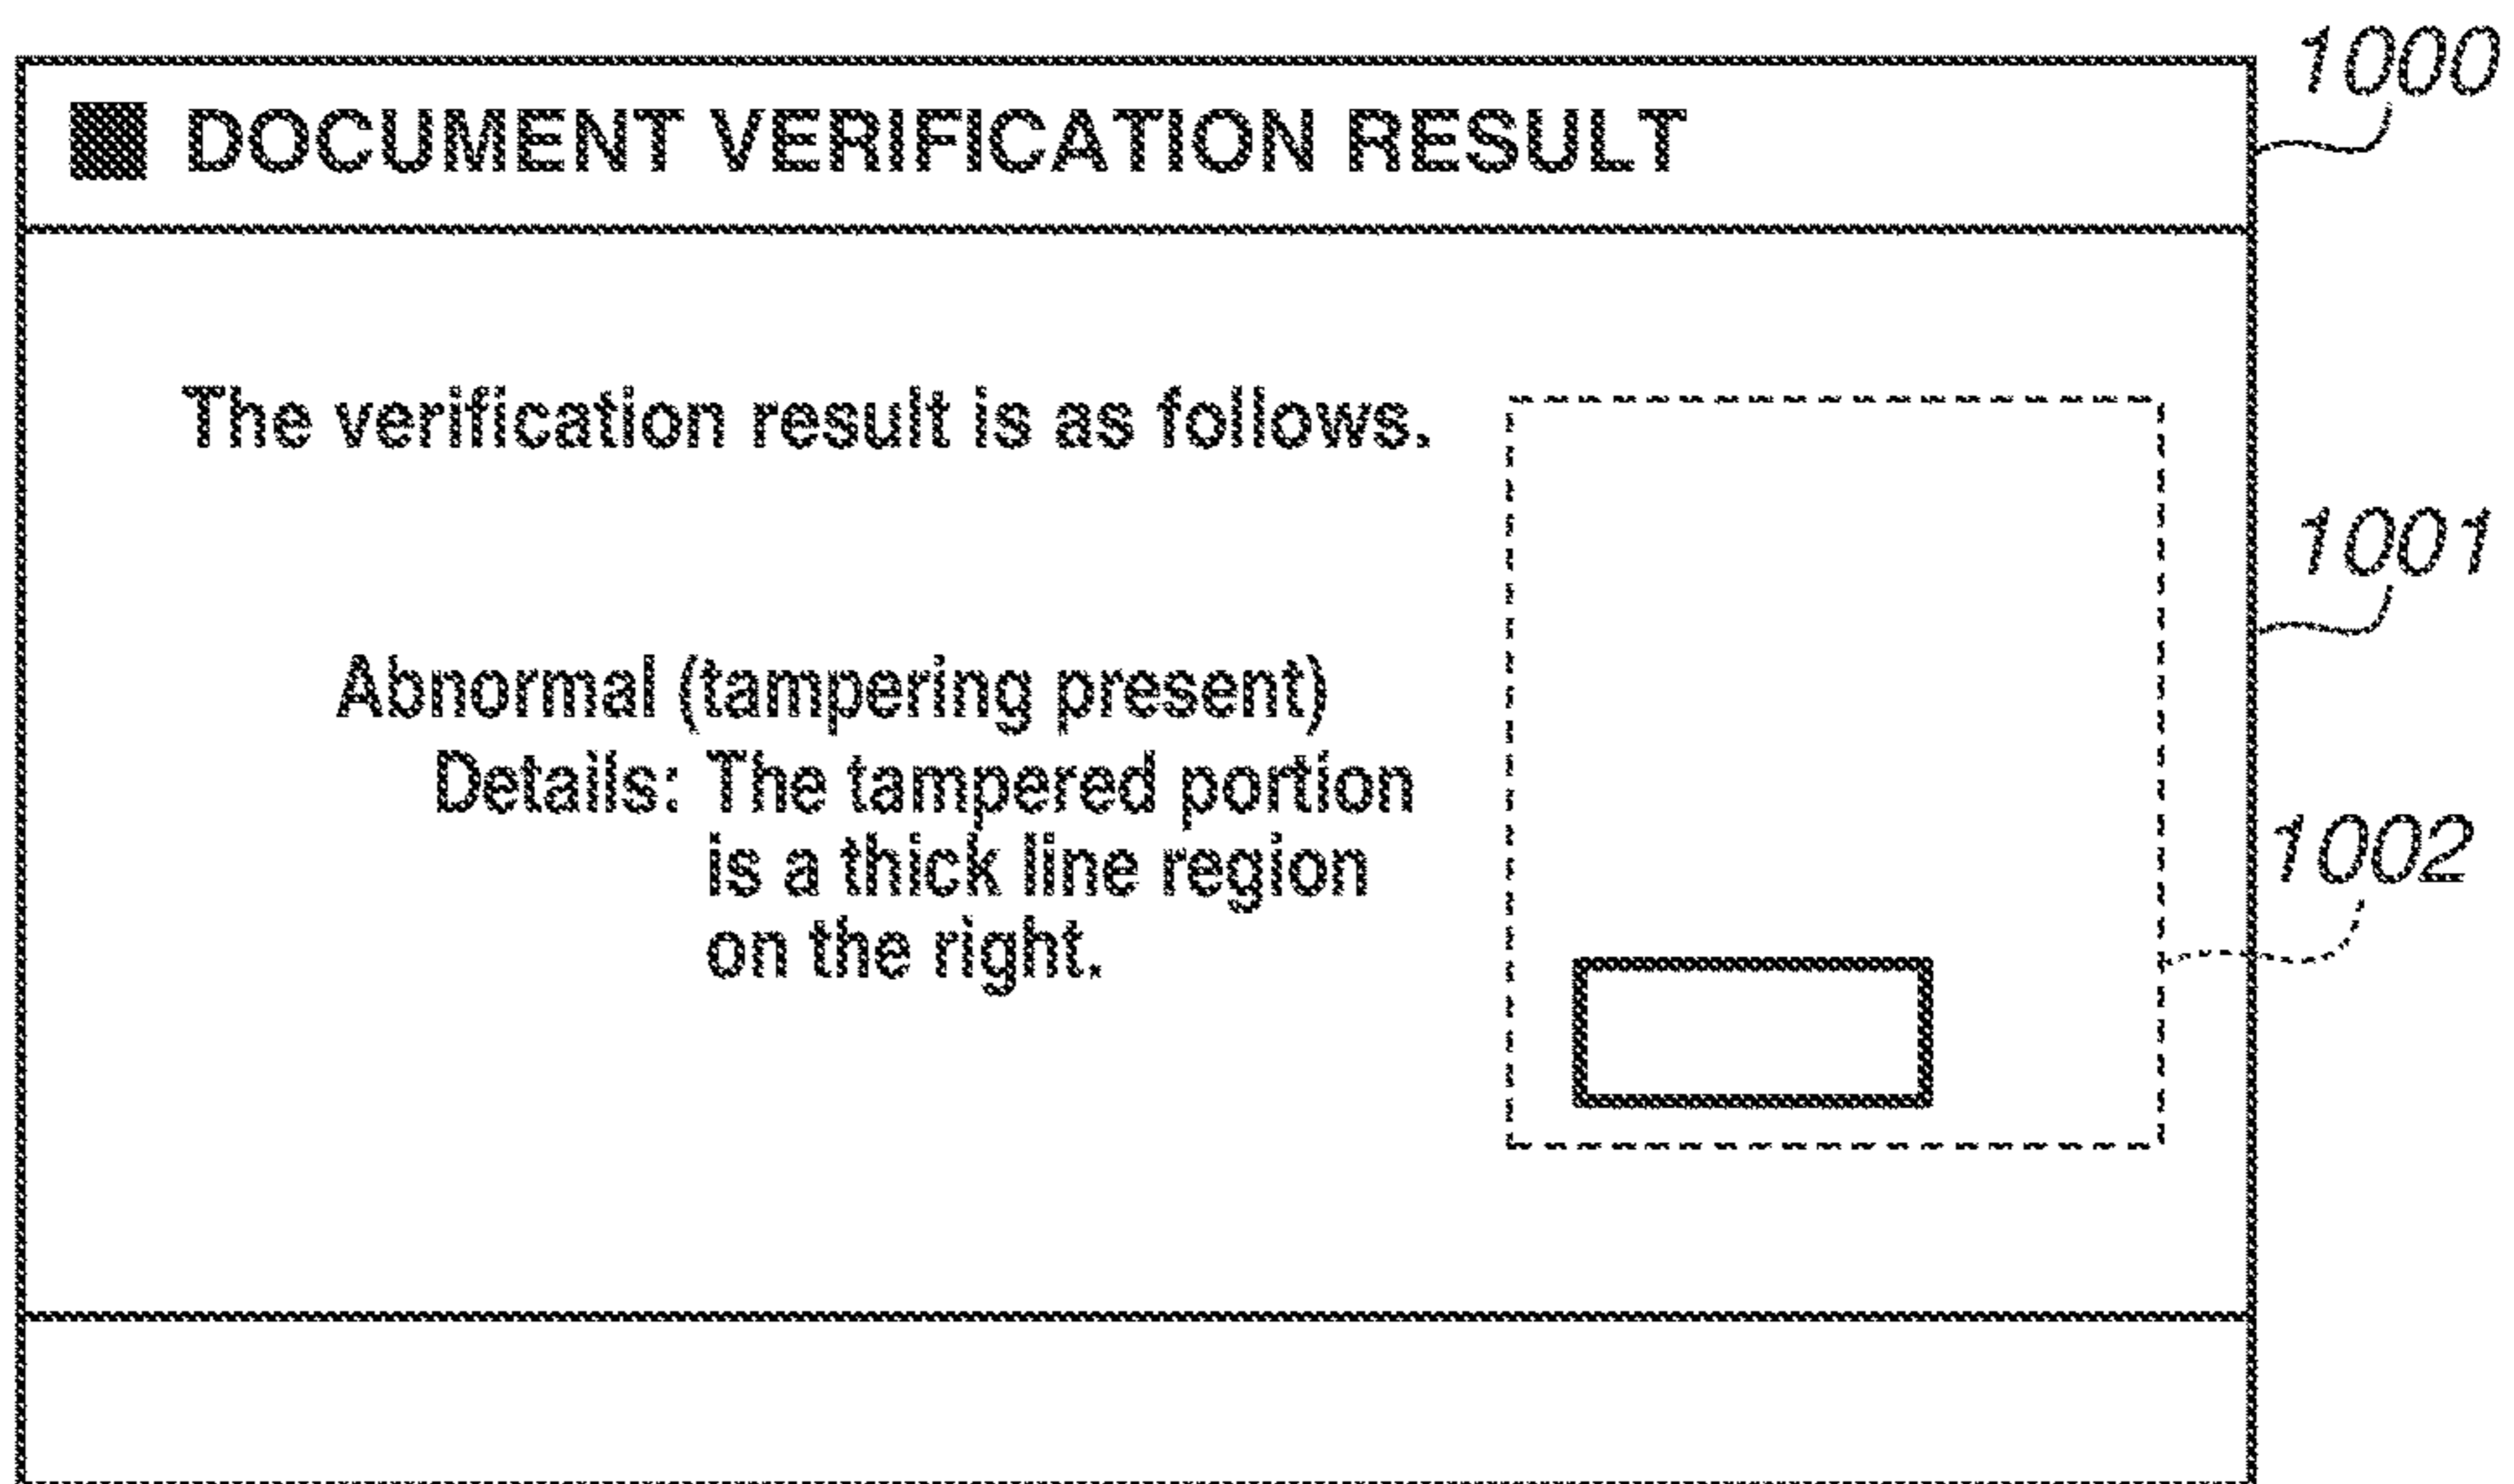 1000
DOCUMENT VERIFICATION RESULT
The verification result is as follows.
1001
Abnormal (tampering present)
Details: The tampered portion
is a thick line region
on the right.
1002